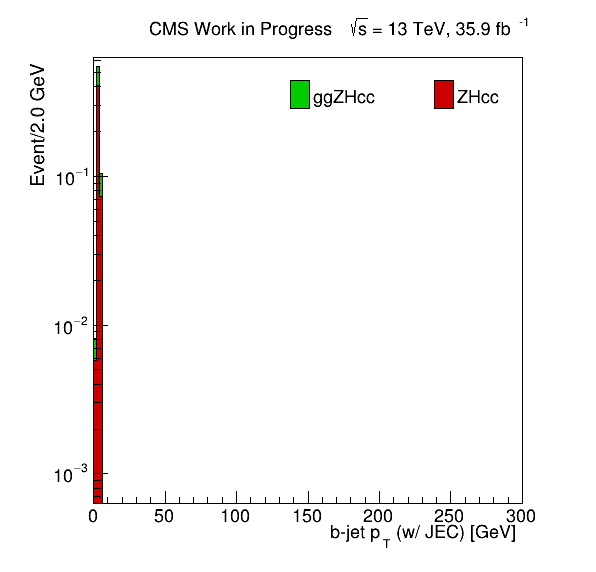 CMS Work in Progress √s = 13 TeV, 35.9 fb -1
Event/2.0 GeV
ggZHcc ZHcc
10−1
10−2
10−3
0 50 100 150 200 250 300
b-jet pT (w/ JEC) [GeV]